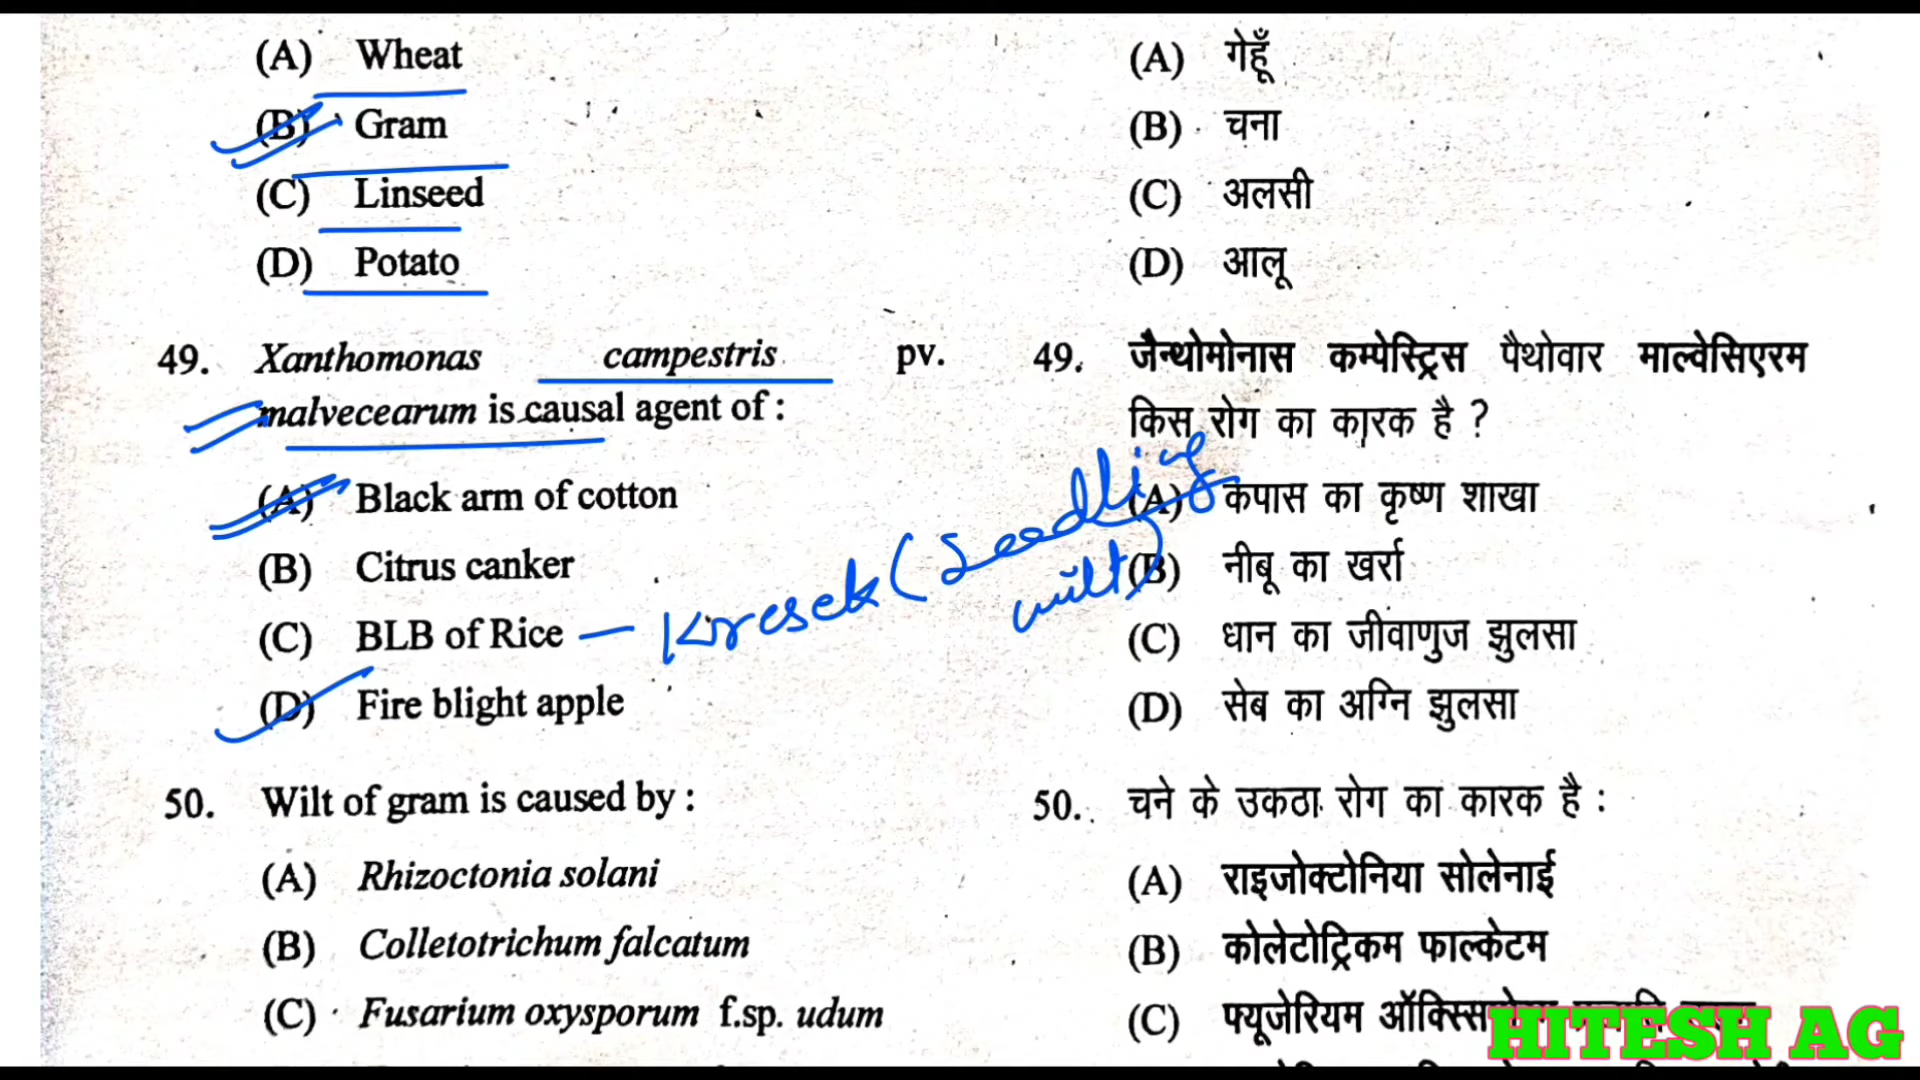 (A) Wheat
(B) Gram
(C) Linseed
(D) Potato
49. Xanthomonas campestris pv.
malvecearum is causal agent of :
(A) Black arm of cotton
(B) Citrus canker
(C) BLB of Rice — Kresek (Seedling
wilt)
(D) Fire blight apple
50. Wilt of gram is caused by :
(A) Rhizoctonia solani
(B) Colletotrichum falcatum
(C) Fusarium oxysporum f.sp. udum
(A) गेहूँ
(B) चना
(C) अलसी
(D) आलू
49. जैन्थोमोनास कम्पेस्ट्रिस पैथोवार माल्वेसिएरम
किस रोग का कारक है ?
(A) कपास का कृष्ण शाखा
(B) नीबू का खर्रा
(C) धान का जीवाणुज झुलसा
(D) सेब का अग्नि झुलसा
50. चने के उकठा रोग का कारक है :
(A) राइजोक्टोनिया सोलेनाई
(B) कोलेटोट्रिकम फाल्केटम
(C) फ्यूजेरियम
HITESH AG